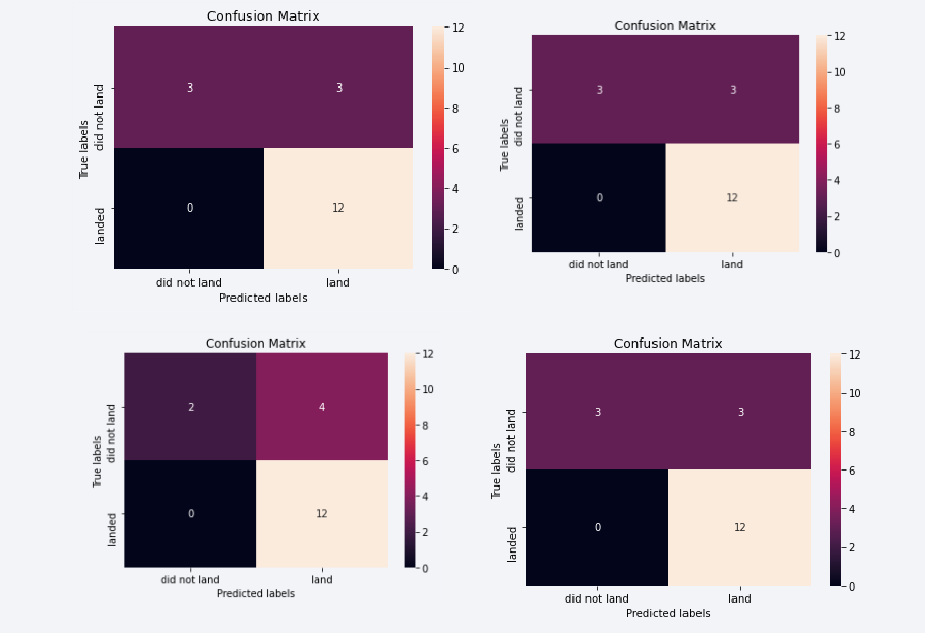 Confusion Matrix
True labels
did not land
landed
3 3
0 12
did not land land
Predicted labels
12
10
8
6
4
2
0
Confusion Matrix
True labels
did not land
landed
3 3
0 12
did not land land
Predicted labels
12
10
8
6
4
2
0
Confusion Matrix
True labels
did not land
landed
2 4
0 12
did not land land
Predicted labels
12
10
8
6
4
2
0
Confusion Matrix
True labels
did not land
landed
3 3
0 12
did not land land
Predicted labels
12
10
8
6
4
2
0